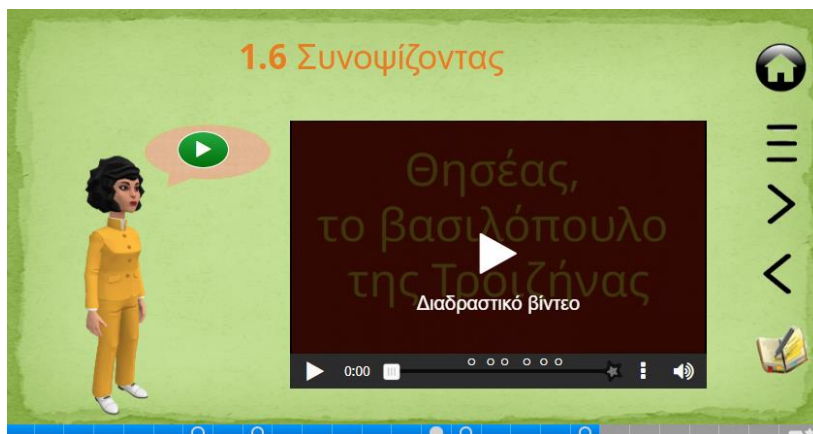 1.6 Συνοψίζοντας
Θησέας,
το βασιλόπουλο
της Τροιζήνας
Διαδραστικό βίντεο
0:00